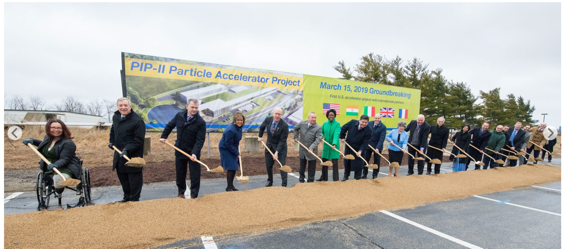 PIP-II Particle Accelerator Project
March 15, 2019 Groundbreaking